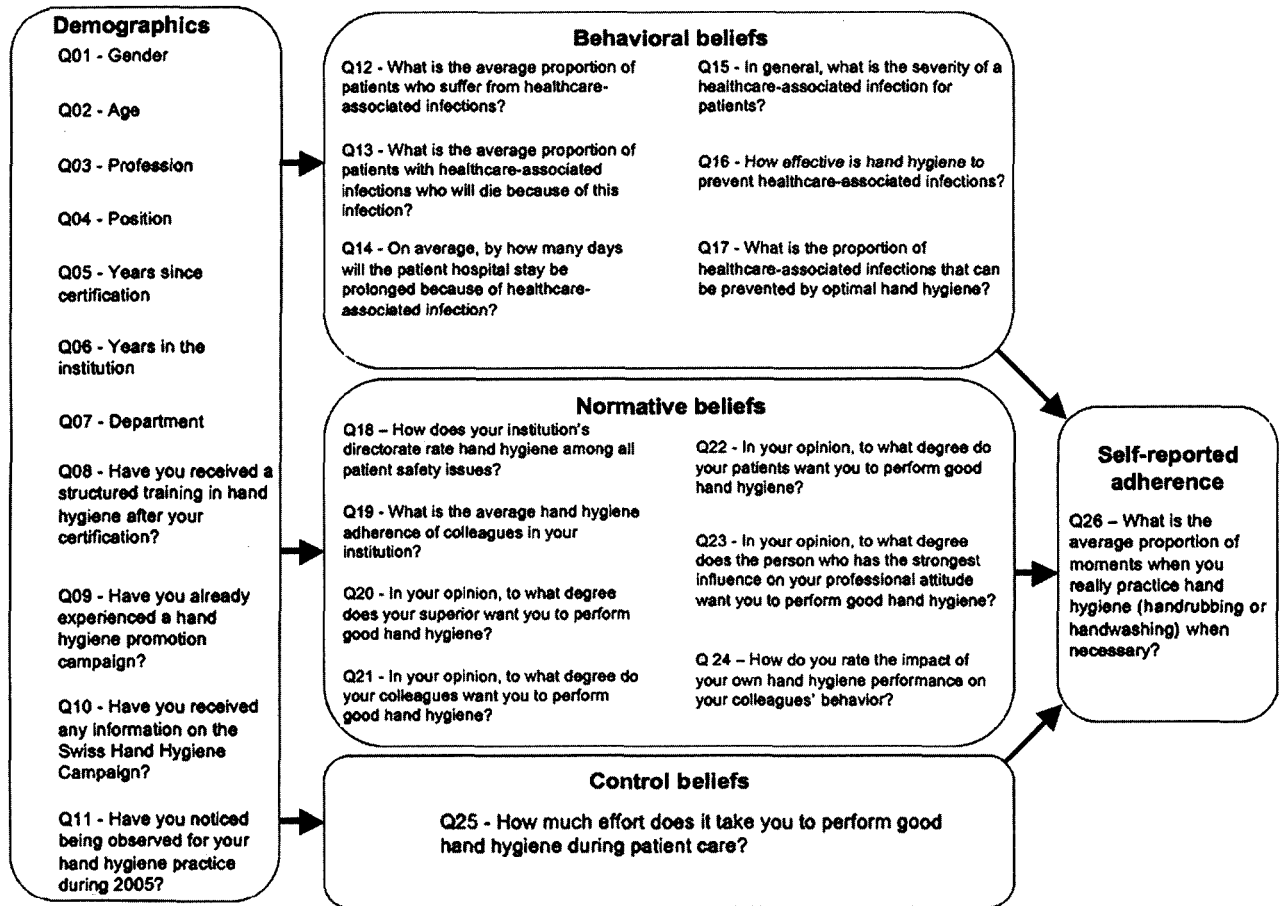 Demographics
Q01 - Gender
Q02 - Age
Q03 - Profession
Q04 - Position
Q05 - Years since
certification
Q06 - Years in the
institution
Q07 - Department
Q08 - Have you received a
structured training in hand
hygiene after your
certification?
Q09 - Have you already
experienced a hand
hygiene promotion
campaign?
Q10 - Have you received
any information on the
Swiss Hand Hygiene
Campaign?
Q11 - Have you noticed
being observed for your
hand hygiene practice
during 2005?
Behavioral beliefs
Q12 - What is the average proportion of
patients who suffer from healthcare-
associated infections?
Q13 - What is the average proportion of
patients with healthcare-associated
infections who will die because of this
infection?
Q14 - On average, by how many days
will the patient hospital stay be
prolonged because of healthcare-
associated infection?
Q15 - In general, what is the severity of a
healthcare-associated infection for
patients?
Q16 - How effective is hand hygiene to
prevent healthcare-associated infections?
Q17 - What is the proportion of
healthcare-associated infections that can
be prevented by optimal hand hygiene?
Normative beliefs
Q18 – How does your institution's
directorate rate hand hygiene among all
patient safety issues?
Q19 - What is the average hand hygiene
adherence of colleagues in your
institution?
Q20 - In your opinion, to what degree
does your superior want you to perform
good hand hygiene?
Q21 - In your opinion, to what degree do
your colleagues want you to perform
good hand hygiene?
Q22 - In your opinion, to what degree do
your patients want you to perform good
hand hygiene?
Q23 - In your opinion, to what degree
does the person who has the strongest
influence on your professional attitude
want you to perform good hand hygiene?
Q 24 – How do you rate the impact of
your own hand hygiene performance on
your colleagues' behavior?
Control beliefs
Q25 - How much effort does it take you to perform good
hand hygiene during patient care?
Self-reported
adherence
Q26 – What is the
average proportion of
moments when you
really practice hand
hygiene (handrubbing or
handwashing) when
necessary?